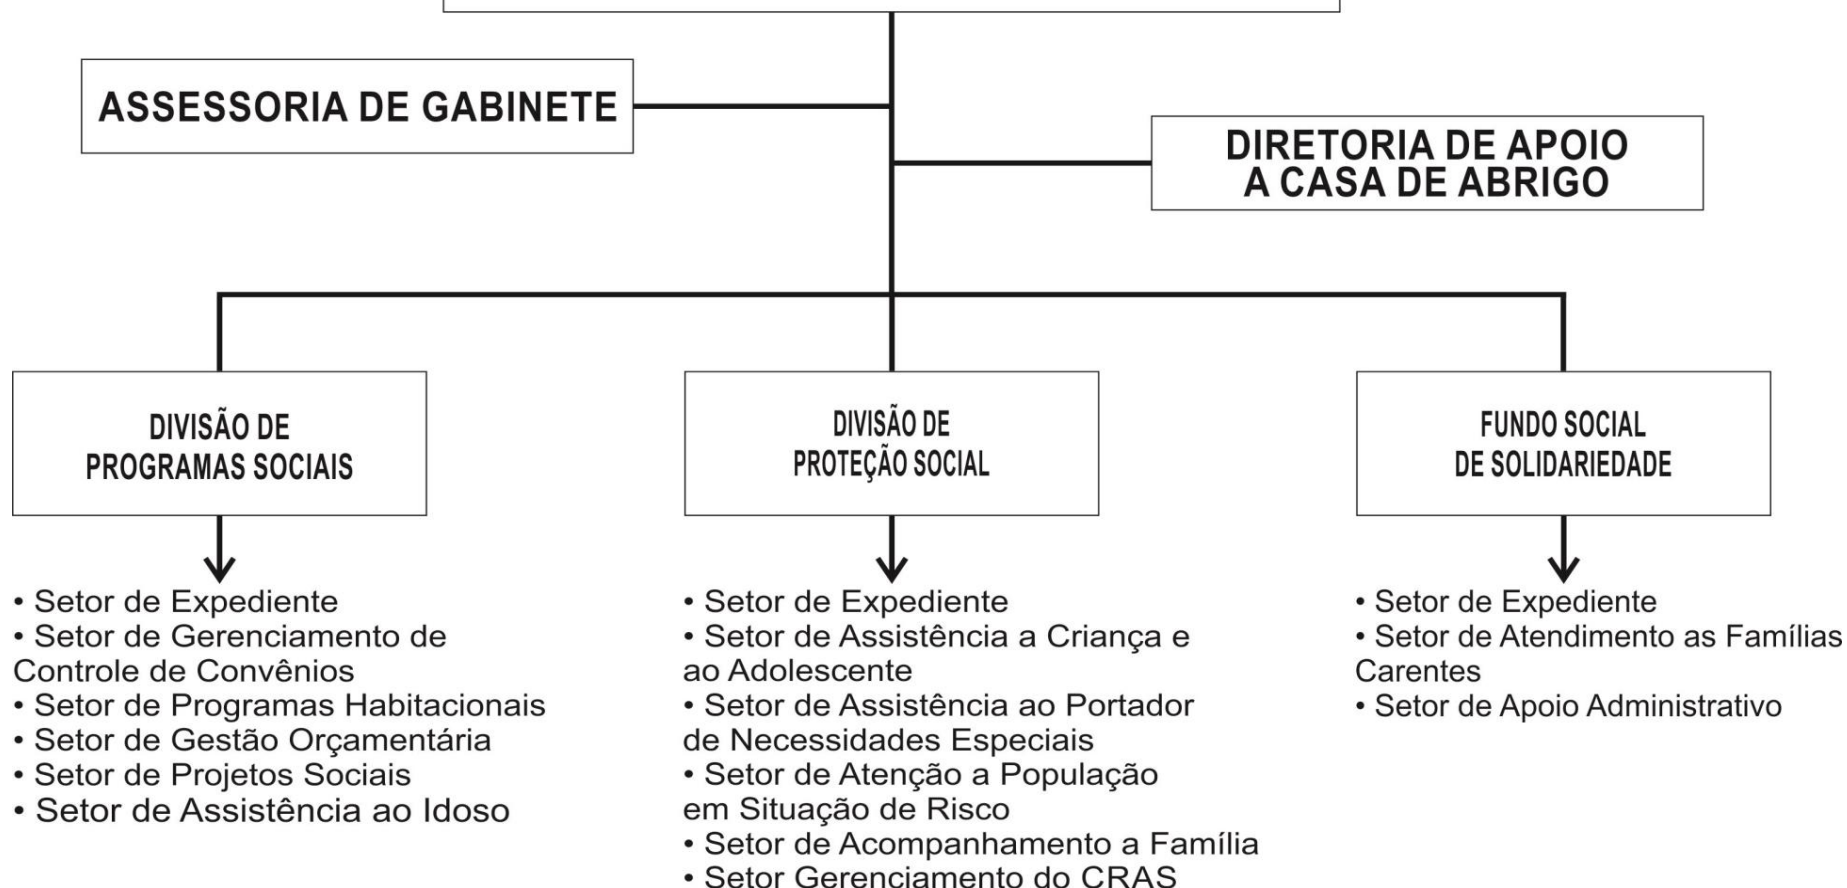 ASSESSORIA DE GABINETE
DIRETORIA DE APOIO
A CASA DE ABRIGO
DIVISÃO DE
PROGRAMAS SOCIAIS
• Setor de Expediente
• Setor de Gerenciamento de
Controle de Convênios
• Setor de Programas Habitacionais
• Setor de Gestão Orçamentária
• Setor de Projetos Sociais
• Setor de Assistência ao Idoso
DIVISÃO DE
PROTEÇÃO SOCIAL
• Setor de Expediente
• Setor de Assistência a Criança e
ao Adolescente
• Setor de Assistência ao Portador
de Necessidades Especiais
• Setor de Atenção a População
em Situação de Risco
• Setor de Acompanhamento a Família
• Setor Gerenciamento do CRAS
FUNDO SOCIAL
DE SOLIDARIEDADE
• Setor de Expediente
• Setor de Atendimento as Famílias
Carentes
• Setor de Apoio Administrativo